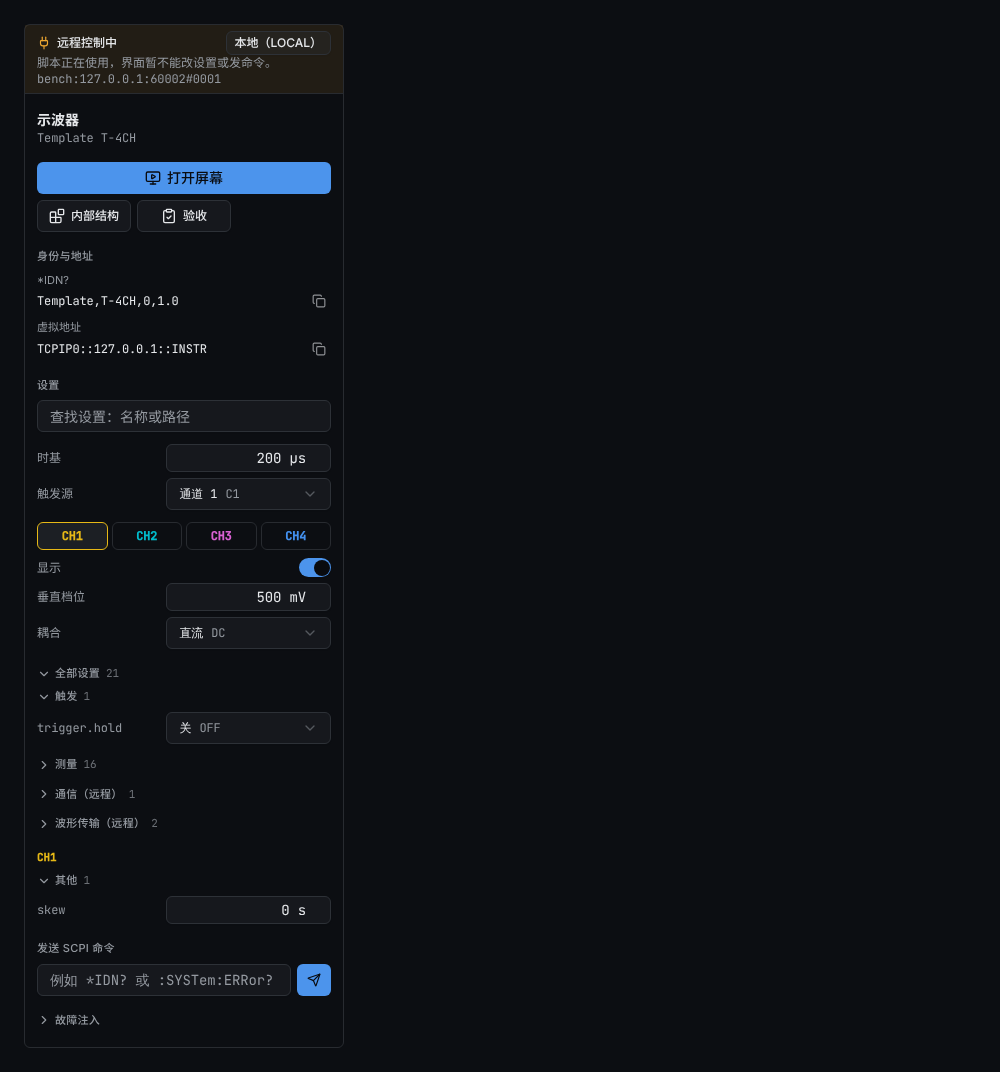 远程控制中
本地（LOCAL）
脚本正在使用，界面暂不能改设置或发命令。
bench:127.0.0.1:60002#0001
示波器
Template T-4CH
打开屏幕
内部结构
验收
身份与地址
*IDN?
Template,T-4CH,0,1.0
虚拟地址
TCPIP0::127.0.0.1::INSTR
设置
查找设置：名称或路径
时基 200 µs
触发源 通道 1 C1
CH1 CH2 CH3 CH4
显示
垂直档位 500 mV
耦合 直流 DC
全部设置 21
触发 1
trigger.hold 关 OFF
测量 16
通信（远程） 1
波形传输（远程） 2
CH1
其他 1
skew 0 s
发送 SCPI 命令
例如 *IDN? 或 :SYSTem:ERRor?
故障注入